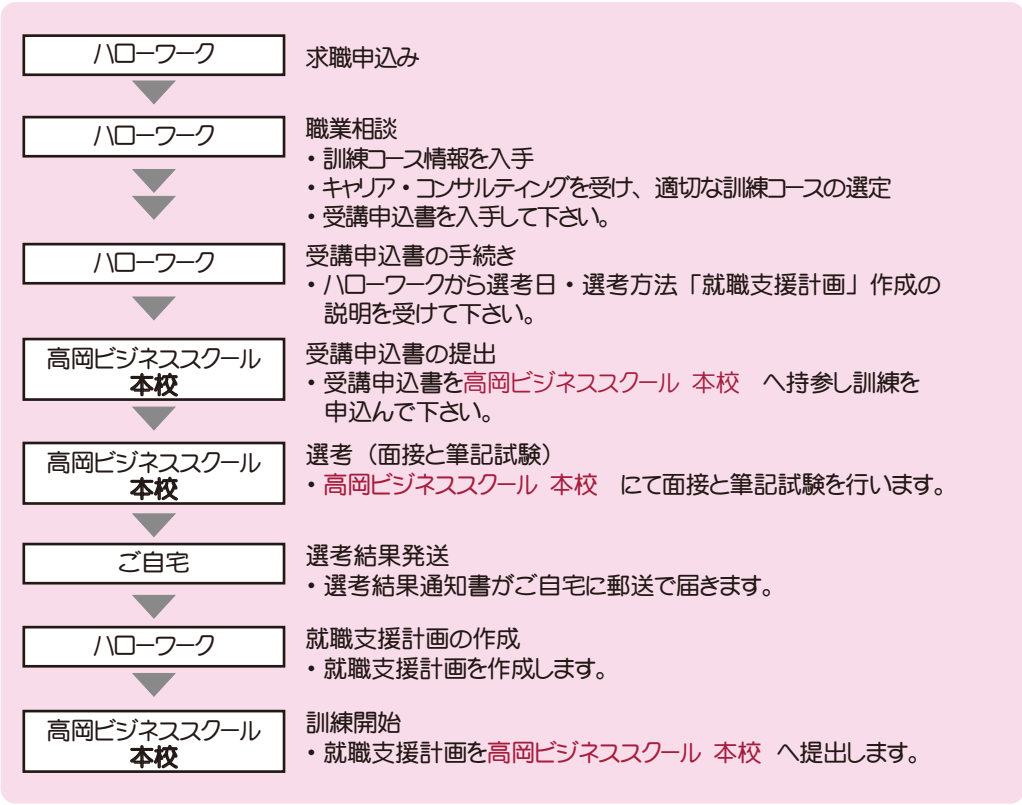 ハローワーク
求職申込み
ハローワーク
職業相談
・訓練コース情報を入手
・キャリア・コンサルティングを受け、適切な訓練コースの選定
・受講申込書を入手して下さい。
ハローワーク
受講申込書の手続き
・ハローワークから選考日・選考方法「就職支援計画」作成の
説明を受けて下さい。
高岡ビジネススクール
本校
受講申込書の提出
・受講申込書を高岡ビジネススクール 本校 へ持参し訓練を
申込んで下さい。
高岡ビジネススクール
本校
選考（面接と筆記試験）
・高岡ビジネススクール 本校 にて面接と筆記試験を行います。
ご自宅
選考結果発送
・選考結果通知書がご自宅に郵送で届きます。
ハローワーク
就職支援計画の作成
・就職支援計画を作成します。
高岡ビジネススクール
本校
訓練開始
・就職支援計画を高岡ビジネススクール 本校 へ提出します。